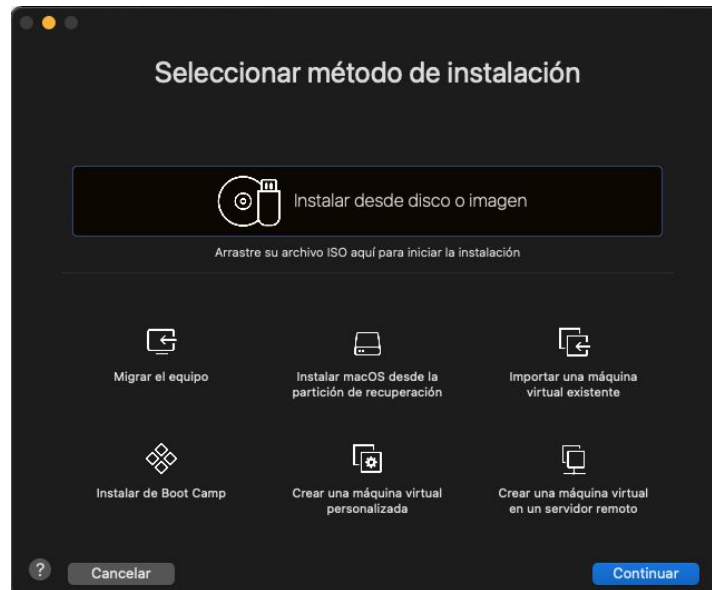 Seleccionar método de instalación
Instalar desde disco o imagen
Arrastre su archivo ISO aquí para iniciar la instalación
Migrar el equipo
Instalar macOS desde la
partición de recuperación
Importar una máquina
virtual existente
Instalar de Boot Camp
Crear una máquina virtual
personalizada
Crear una máquina virtual
en un servidor remoto
?
Cancelar
Continuar